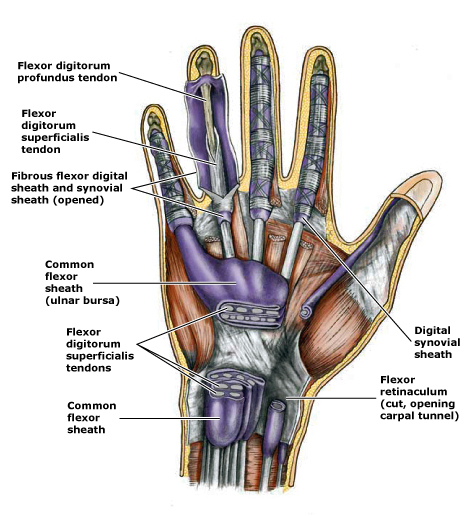 Flexor digitorum
profundus tendon
Flexor
digitorum
superficialis
tendon
Fibrous flexor digital
sheath and synovial
sheath (opened)
Common
flexor
sheath
(ulnar bursa)
Flexor
digitorum
superficialis
tendons
Common
flexor
sheath
Digital
synovial
sheath
Flexor
retinaculum
(cut, opening
carpal tunnel)